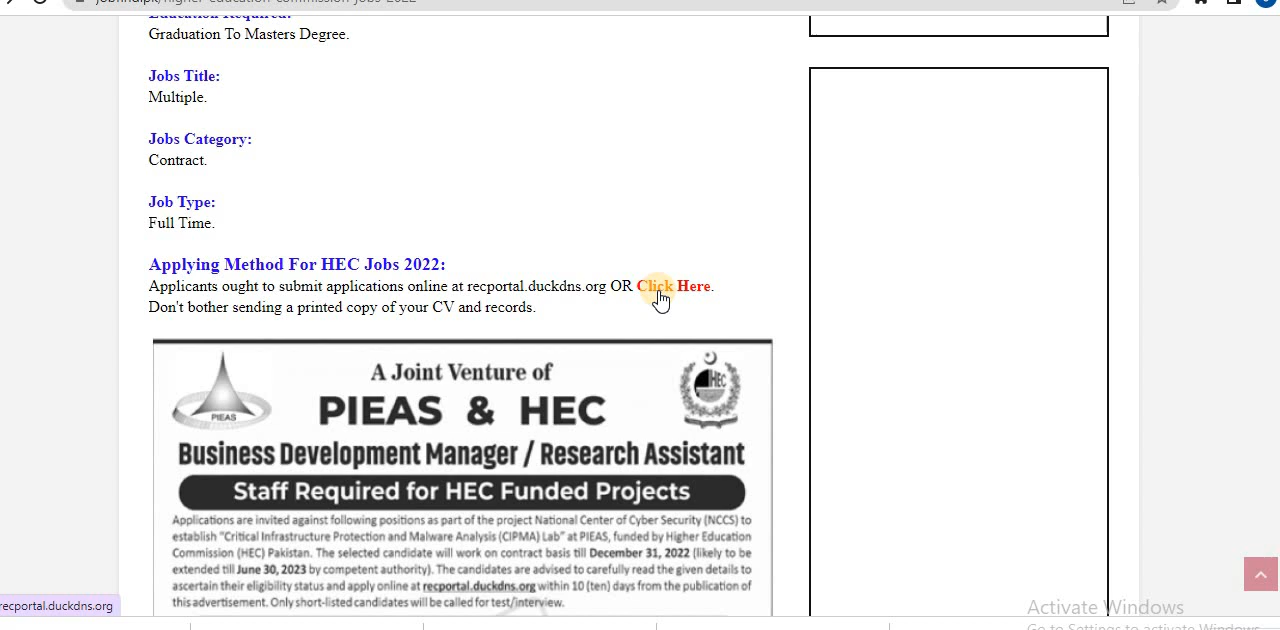 Education Required:
Graduation To Masters Degree.
Jobs Title:
Multiple.
Jobs Category:
Contract.
Job Type:
Full Time.
Applying Method For HEC Jobs 2022:
Applicants ought to submit applications online at recportal.duckdns.org OR Click Here.
Don't bother sending a printed copy of your CV and records.
A Joint Venture of
PIEAS & HEC
PIEAS
HEC
Business Development Manager / Research Assistant
Staff Required for HEC Funded Projects
Applications are invited against following positions as part of the project National Center of Cyber Security (NCCS) to
establish "Critical Infrastructure Protection and Malware Analysis (CIPMA) Lab" at PIEAS, funded by Higher Education
Commission (HEC) Pakistan. The selected candidate will work on contract basis till December 31, 2022 (likely to be
extended till June 30, 2023 by competent authority). The candidates are advised to carefully read the given details to
ascertain their eligibility status and apply online at recportal.duckdns.org within 10 (ten) days from the publication of
this advertisement. Only short-listed candidates will be called for test/interview.
recportal.duckdns.org
Activate Windows
Go to Settings to activate Windows.